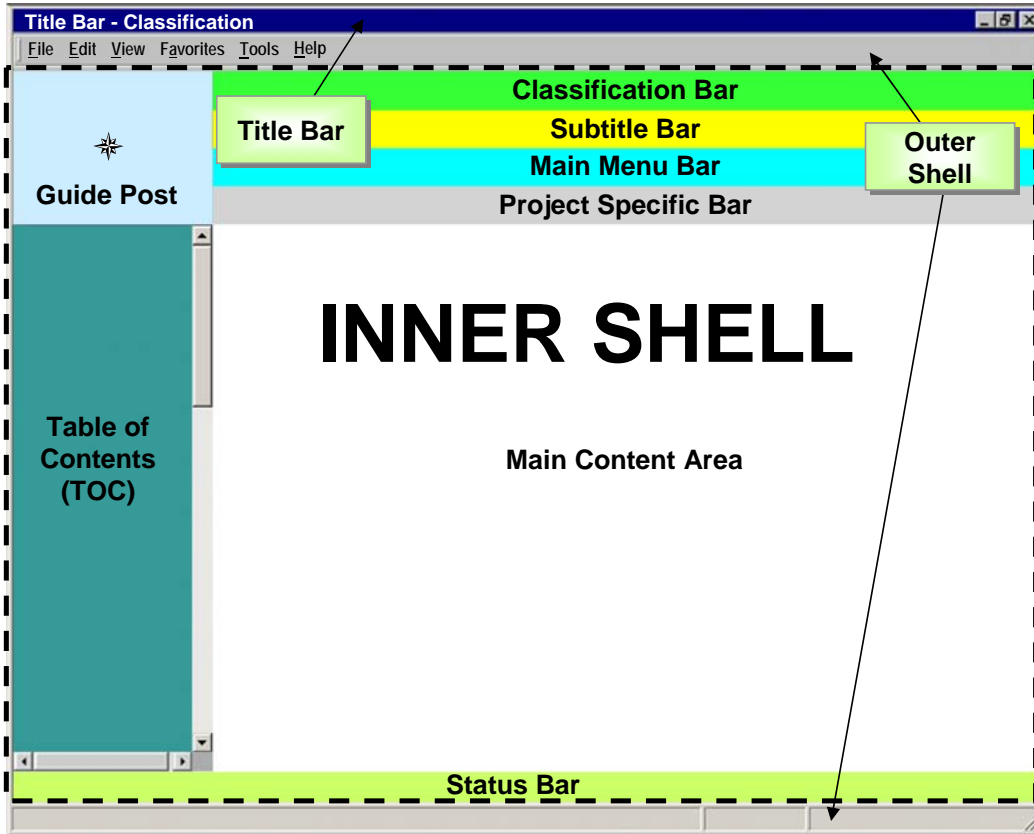 Title Bar - Classification
File Edit View Favorites Tools Help
Classification Bar
Title Bar
Subtitle Bar
Outer
Shell
Main Menu Bar
Guide Post
Project Specific Bar
INNER SHELL
Table of
Contents
(TOC)
Main Content Area
Status Bar